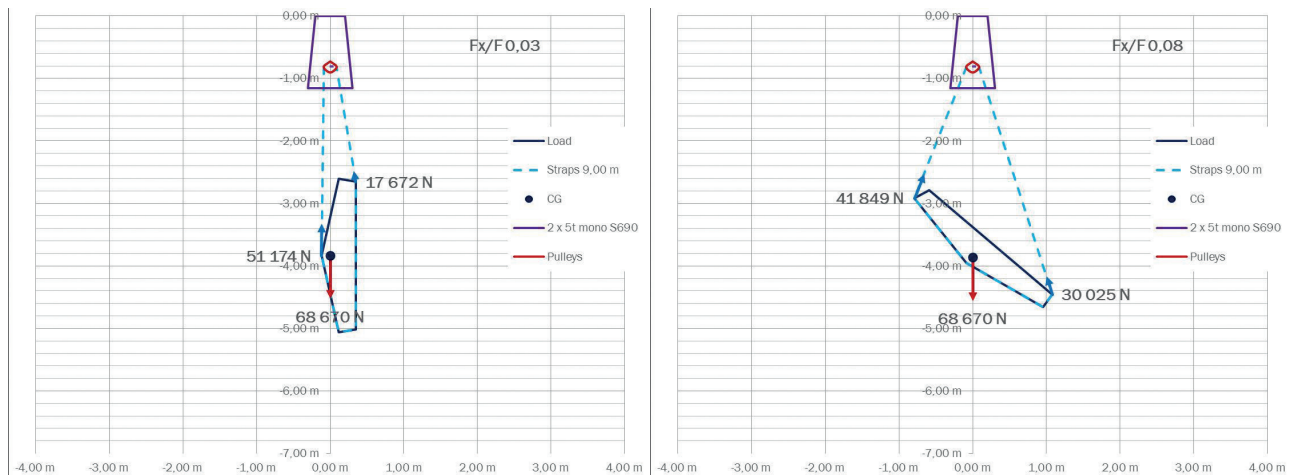 0,00 m
Fx/F 0,03
-1,00 m
-2,00 m
Load
Straps 9,00 m
17 672 N
-3,00 m
CG
2 x 5t mono S690
51 174 N
-4,00 m
Pulleys
68 670 N
-5,00 m
-6,00 m
-7,00 m
-4,00 m
-3,00 m
-2,00 m
-1,00 m
0,00 m
1,00 m
2,00 m
3,00 m
4,00 m
0,00 m
Fx/F 0,08
-1,00 m
-2,00 m
Load
Straps 9,00 m
41 849 N
-3,00 m
CG
2 x 5t mono S690
-4,00 m
Pulleys
30 025 N
68 670 N
-5,00 m
-6,00 m
-7,00 m
-4,00 m
-3,00 m
-2,00 m
-1,00 m
0,00 m
1,00 m
2,00 m
3,00 m
4,00 m